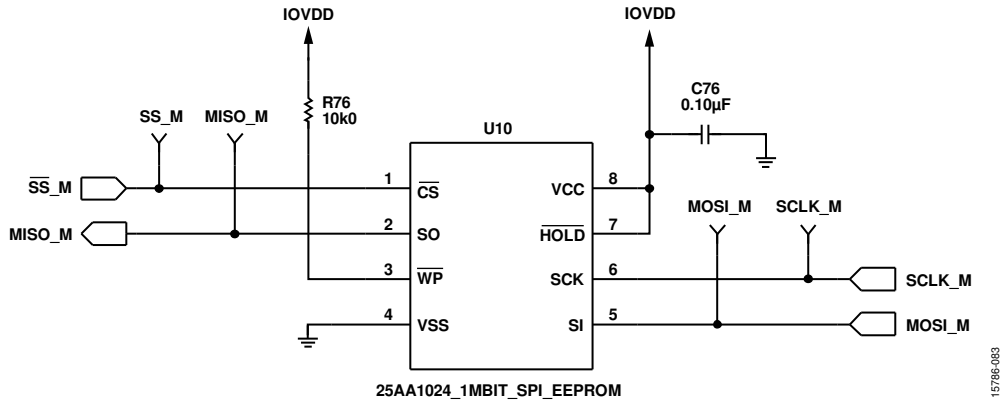 IOVDD
IOVDD
R76
10k0
C76
0.10µF
SS_M
MISO_M
U10
SS_M
1
CS
VCC
8
MOSI_M
SCLK_M
MISO_M
2
SO
HOLD
7
3
WP
SCK
6
SCLK_M
4
VSS
SI
5
MOSI_M
25AA1024_1MBIT_SPI_EEPROM
15786-083